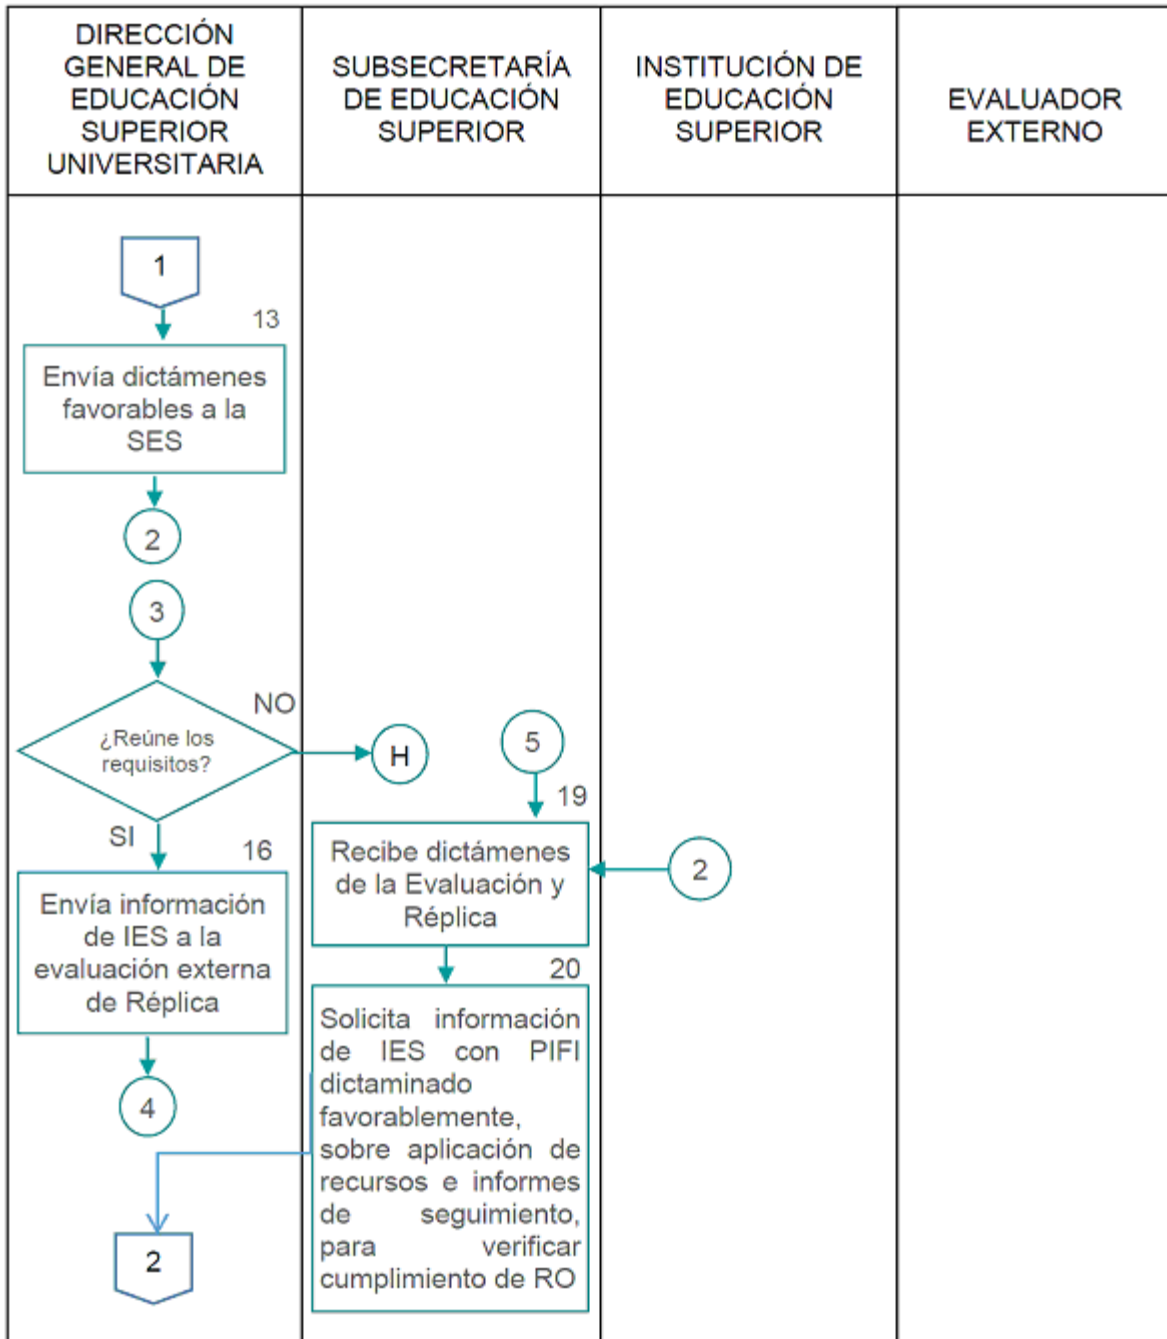 DIRECCIÓN
GENERAL DE
EDUCACIÓN
SUPERIOR
UNIVERSITARIA
SUBSECRETARÍA
DE EDUCACIÓN
SUPERIOR
INSTITUCIÓN DE
EDUCACIÓN
SUPERIOR
EVALUADOR
EXTERNO
1
13
Envía dictámenes
favorables a la
SES
2
3
¿Reúne los
requisitos?
NO
H
SI
16
Envía información
de IES a la
evaluación externa
de Réplica
4
2
5
19
Recibe dictámenes
de la Evaluación y
Réplica
2
20
Solicita información
de IES con PIFI
dictaminado
favorablemente,
sobre aplicación de
recursos e informes
de seguimiento,
para verificar
cumplimiento de RO